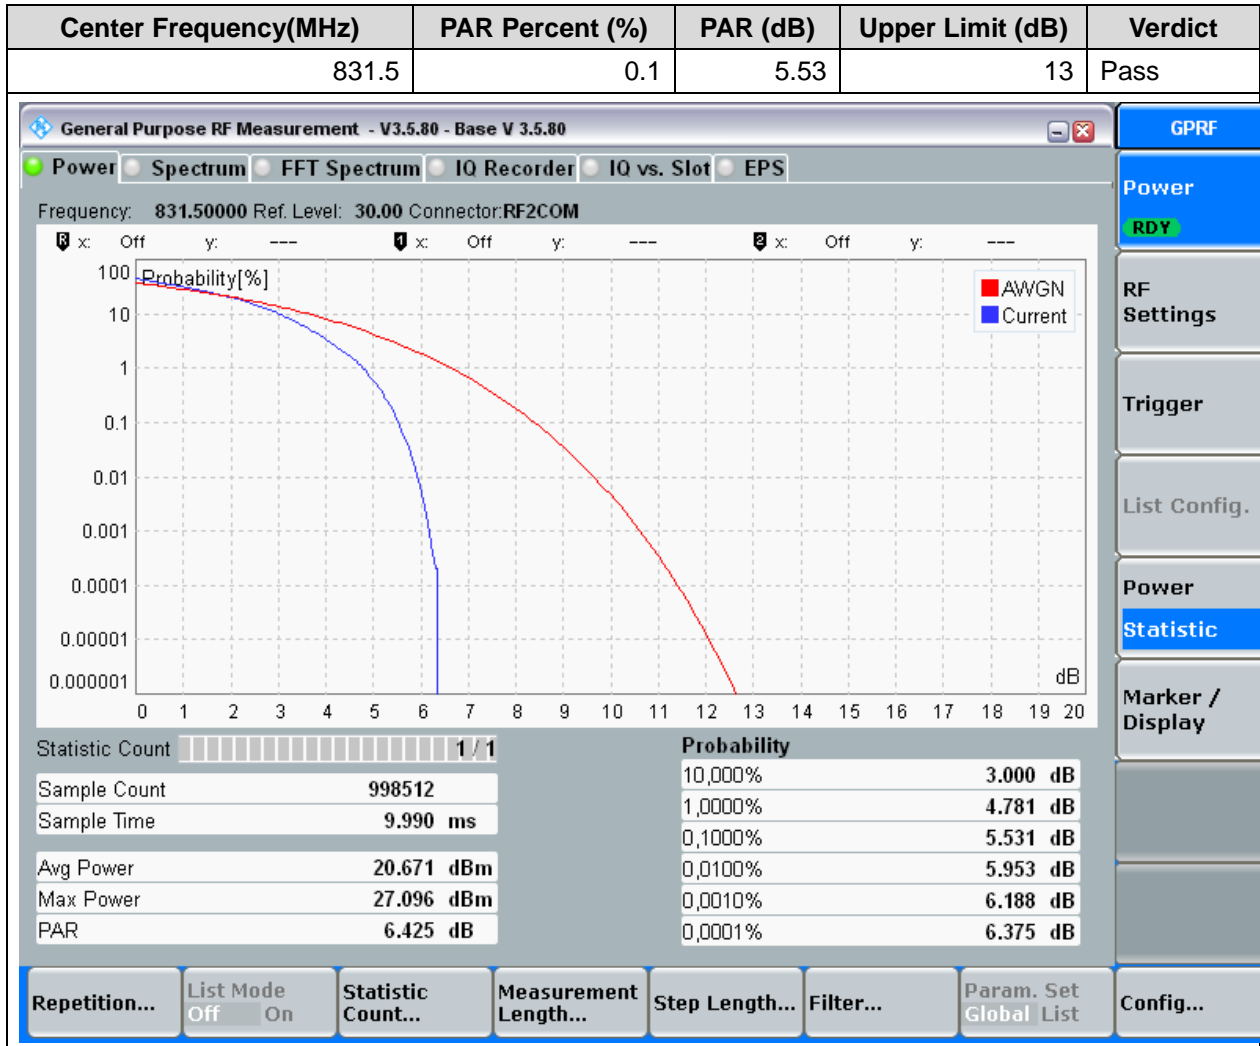 Center Frequency(MHz) PAR Percent (%) PAR (dB) Upper Limit (dB) Verdict
831.5 0.1 5.53 13 Pass
General Purpose RF Measurement - V3.5.80 - Base V 3.5.80
GPRF
Power Spectrum FFT Spectrum IQ Recorder IQ vs. Slot EPS
Frequency: 831.50000 Ref. Level: 30.00 Connector:RF2COM
R x: Off y: --- 1 x: Off y: --- 2 x: Off y: ---
Probability[%]
100
10
1
0.1
0.01
0.001
0.0001
0.00001
0.000001
AWGN
Current
dB
0 1 2 3 4 5 6 7 8 9 10 11 12 13 14 15 16 17 18 19 20
Statistic Count 1 / 1
Sample Count 998512
Sample Time 9.990 ms
Avg Power 20.671 dBm
Max Power 27.096 dBm
PAR 6.425 dB
Probability
10,000% 3.000 dB
1,0000% 4.781 dB
0,1000% 5.531 dB
0,0100% 5.953 dB
0,0010% 6.188 dB
0,0001% 6.375 dB
Power
RDY
RF
Settings
Trigger
List Config.
Power
Statistic
Marker /
Display
Repetition...
List Mode
Off On
Statistic
Count...
Measurement
Length...
Step Length...
Filter...
Param. Set
Global List
Config...